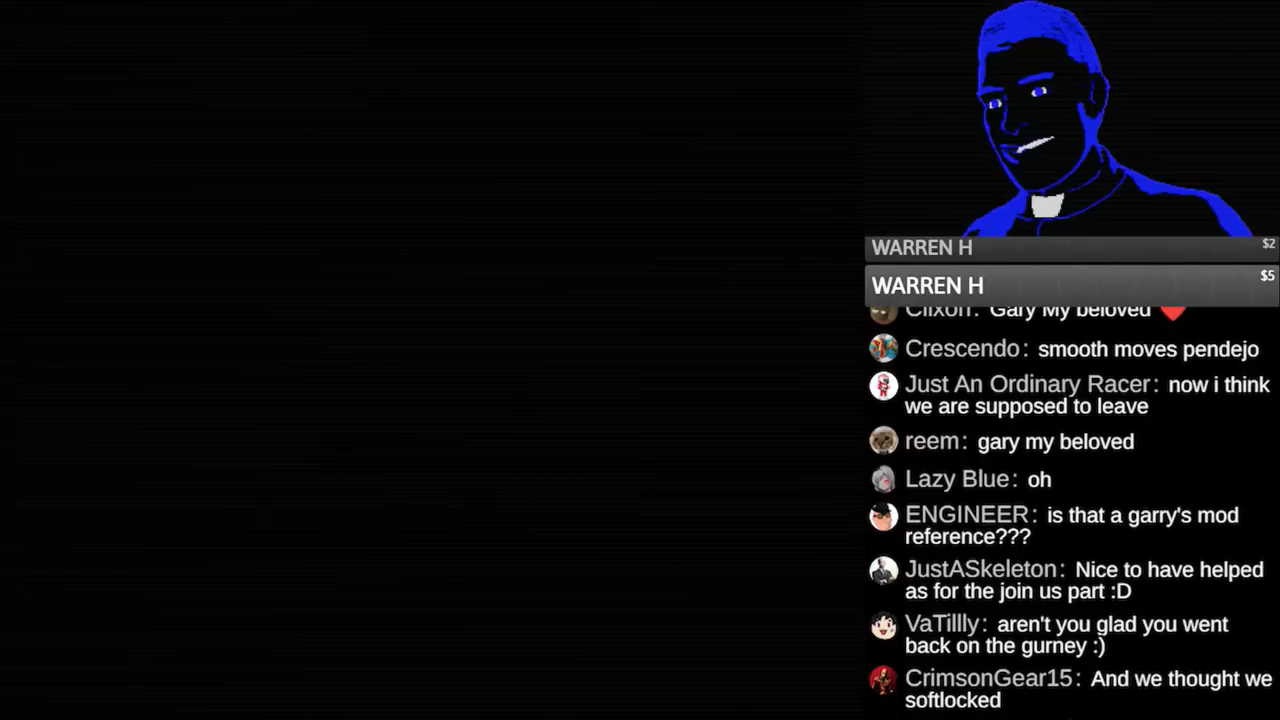 WARREN H $2
WARREN H $5
Clixon: Gary My beloved ❤
Crescendo: smooth moves pendejo
Just An Ordinary Racer: now i think
we are supposed to leave
reem: gary my beloved
Lazy Blue: oh
ENGINEER: is that a garry's mod
reference???
JustASkeleton: Nice to have helped
as for the join us part :D
VaTillly: aren't you glad you went
back on the gurney :)
CrimsonGear15: And we thought we
softlocked